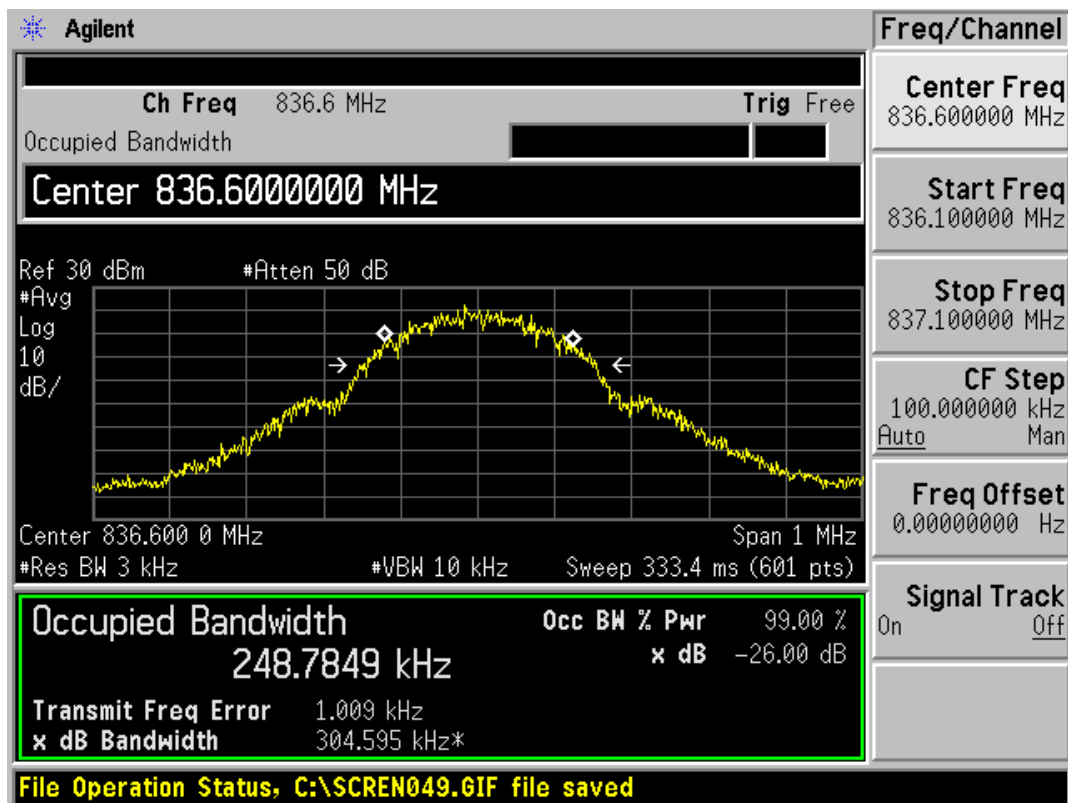 Agilent
Freq/Channel
Ch Freq 836.6 MHz Trig Free
Occupied Bandwidth
Center 836.6000000 MHz
Ref 30 dBm #Atten 50 dB
#Avg
Log
10
dB/
Center 836.600 0 MHz Span 1 MHz
#Res BW 3 kHz #VBW 10 kHz Sweep 333.4 ms (601 pts)
Occupied Bandwidth Occ BW % Pwr 99.00 %
248.7849 kHz x dB -26.00 dB
Transmit Freq Error 1.009 kHz
x dB Bandwidth 304.595 kHz*
File Operation Status, C:\SCREN049.GIF file saved
Center Freq
836.600000 MHz
Start Freq
836.100000 MHz
Stop Freq
837.100000 MHz
CF Step
100.000000 kHz
Auto Man
Freq Offset
0.00000000 Hz
Signal Track
On Off